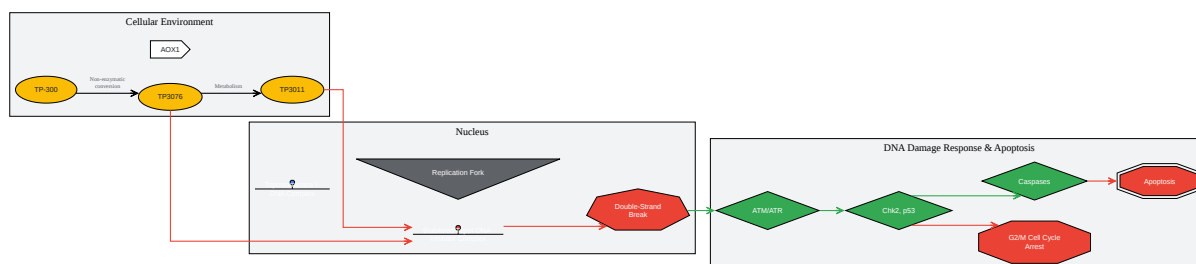 Cellular Environment
AOX1
TP-300
Non-enzymatic
conversion
TP3076
Metabolism
TP3011
Nucleus
Replication Fork
Double-Strand
Break
DNA Damage Response & Apoptosis
ATM/ATR
Chk2, p53
Caspases
Apoptosis
G2/M Cell Cycle
Arrest